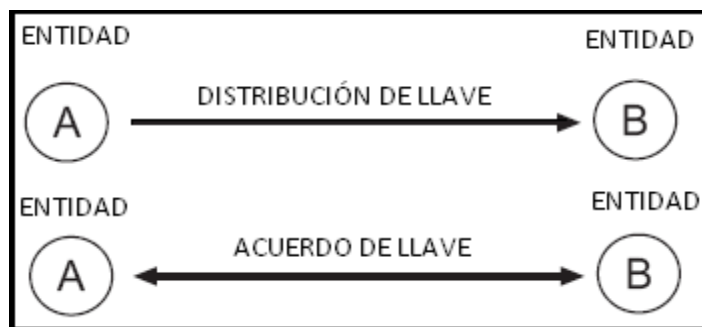 ENTIDAD
ENTIDAD
DISTRIBUCIÓN DE LLAVE
A
B
ENTIDAD
ENTIDAD
ACUERDO DE LLAVE
A
B